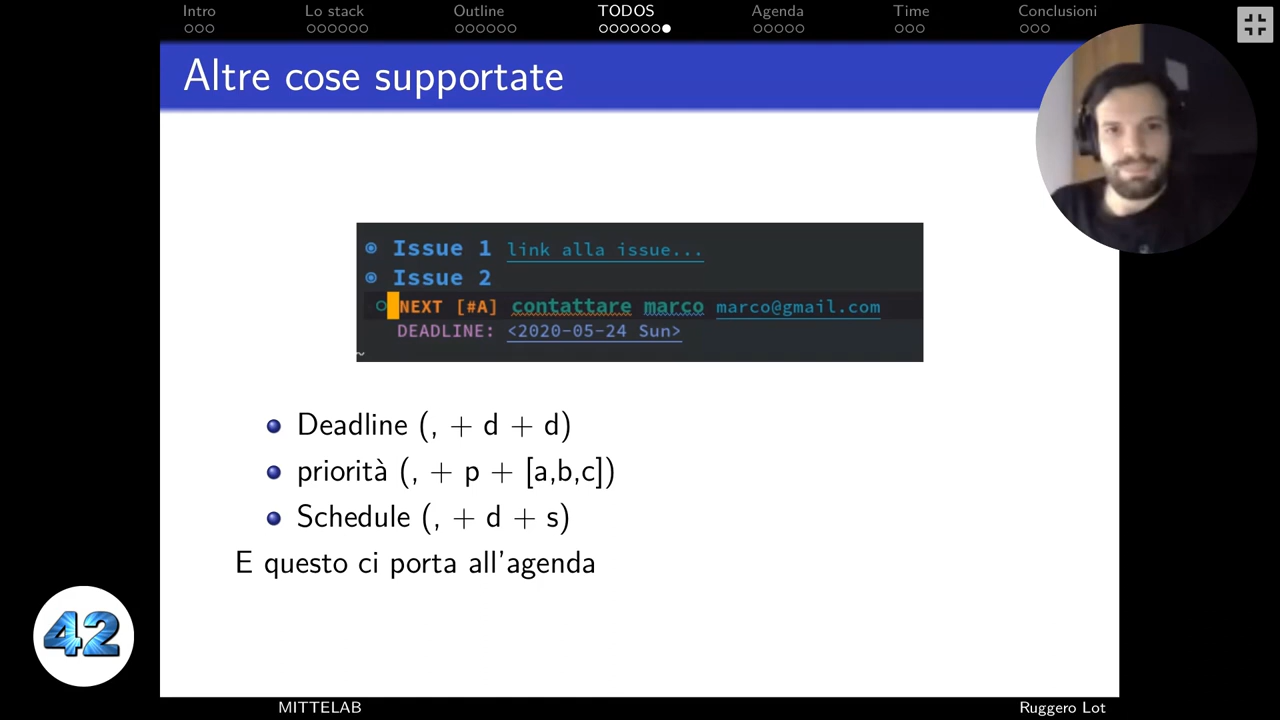 Intro Lo stack Outline TODOS Agenda Time Conclusioni
Altre cose supportate
Issue 1 link alla issue...
Issue 2
NEXT [#A] contattare marco marco@gmail.com
DEADLINE: <2020-05-24 Sun>
~
Deadline (, + d + d)
priorità (, + p + [a,b,c])
Schedule (, + d + s)
E questo ci porta all'agenda
42
MITTELAB Ruggero Lot